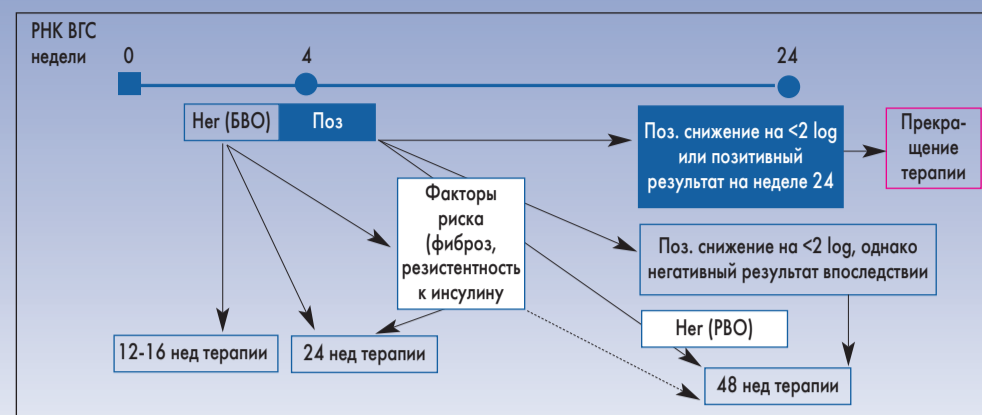 РНК ВГС
недели
0
4
24
Нег (БВО)
Поз
Поз. снижение на <2 log
или позитивный
результат на неделе 24
Прекра-
щение
терапии
Факторы
риска
(фиброз,
резистентность
к инсулину
Поз. снижение на <2 log, однако
негативный результат впоследствии
Нег (РВО)
12-16 нед терапии
24 нед терапии
48 нед терапии